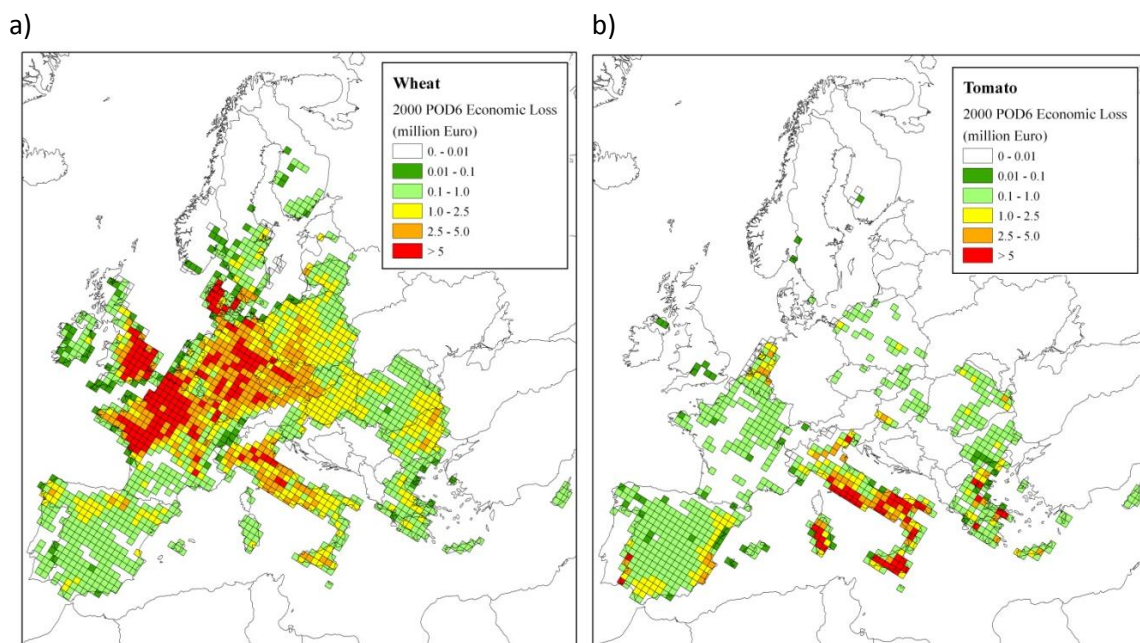 a)
b)
Wheat
2000 POD6 Economic Loss
(million Euro)
0. - 0.01
0.01 - 0.1
0.1 - 1.0
1.0 - 2.5
2.5 - 5.0
> 5
Tomato
2000 POD6 Economic Loss
(million Euro)
0 - 0.01
0.01 - 0.1
0.1 - 1.0
1.0 - 2.5
2.5 - 5.0
> 5